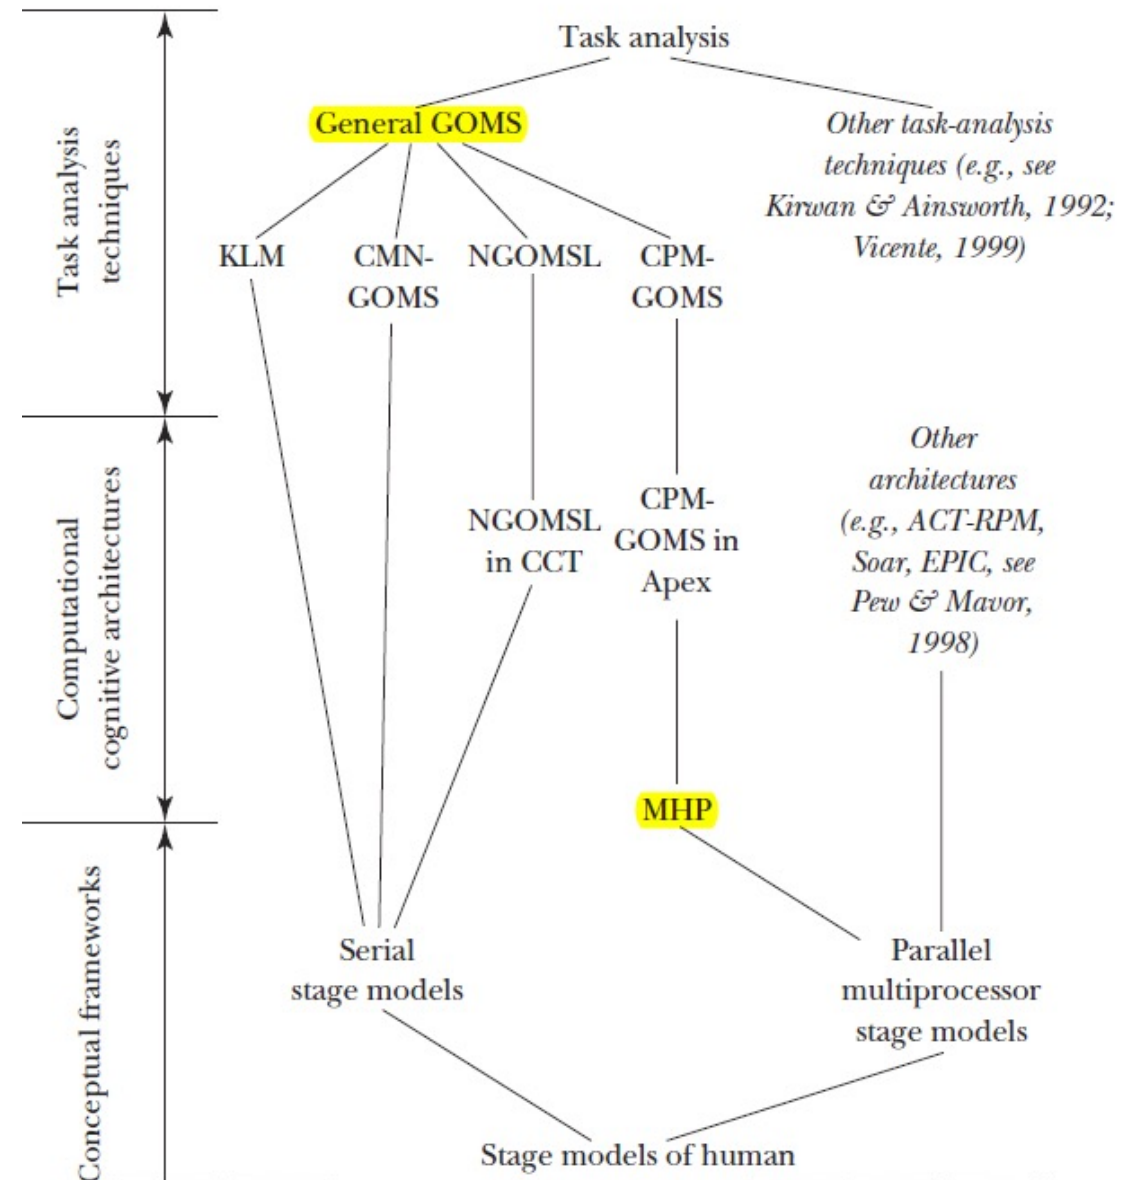 Task analysis
General GOMS
Other task-analysis
techniques (e.g., see
Kirwan & Ainsworth, 1992;
Vicente, 1999)
Task analysis
techniques
KLM
CMN-
GOMS
NGOMSL
CPM-
GOMS
Computational
cognitive architectures
NGOMSL
in CCT
CPM-
GOMS in
Apex
Other
architectures
(e.g., ACT-RPM,
Soar, EPIC, see
Pew & Mavor,
1998)
MHP
Conceptual frameworks
Serial
stage models
Parallel
multiprocessor
stage models
Stage models of human